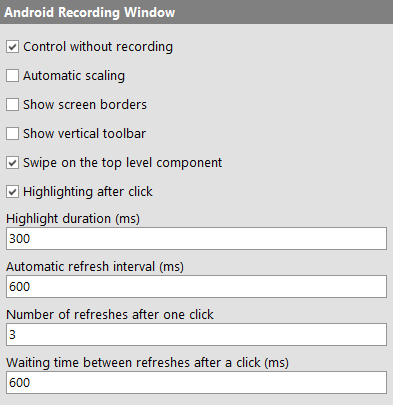 Android Recording Window
Control without recording
Automatic scaling
Show screen borders
Show vertical toolbar
Swipe on the top level component
Highlighting after click
Highlight duration (ms)
300
Automatic refresh interval (ms)
600
Number of refreshes after one click
3
Waiting time between refreshes after a click (ms)
600